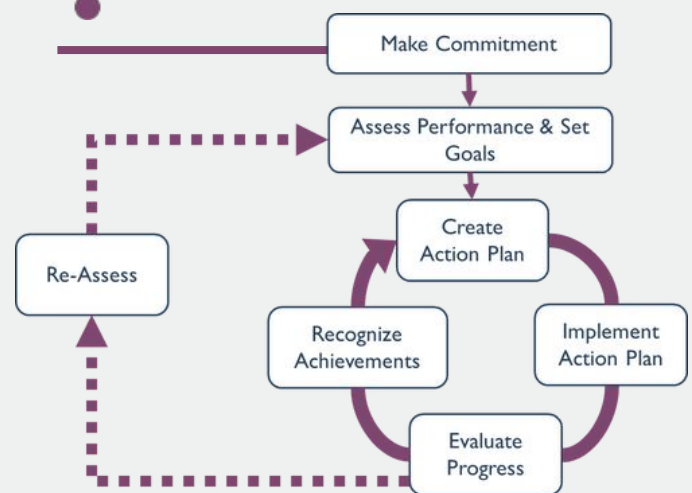 Make Commitment
Assess Performance & Set
Goals
Create
Action Plan
Re-Assess
Recognize
Achievements
Implement
Action Plan
Evaluate
Progress